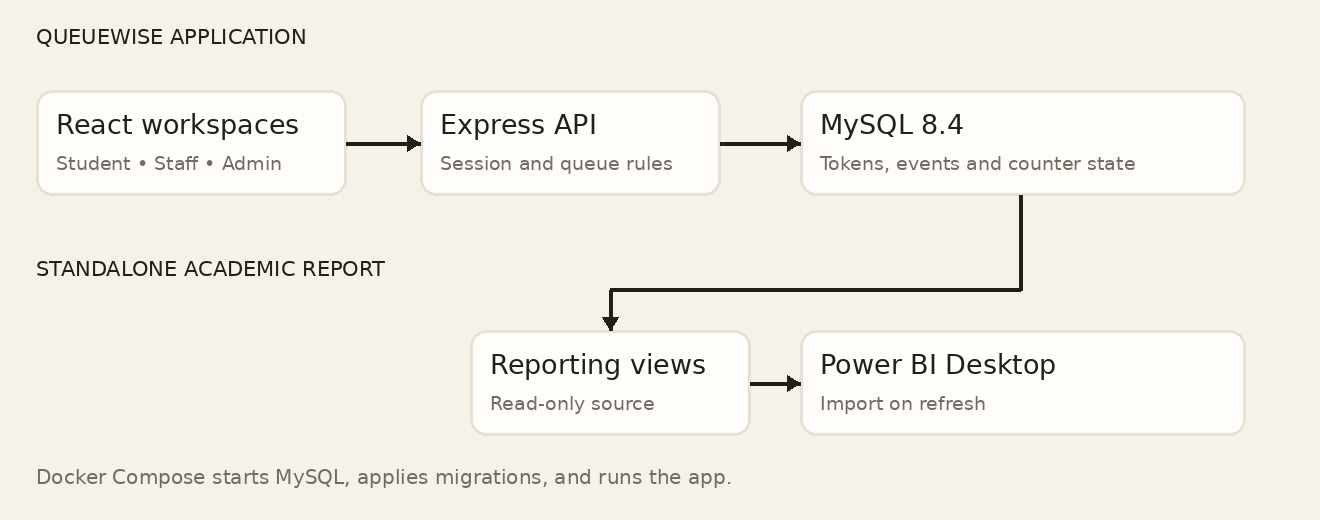 QUEUEWISE APPLICATION
React workspaces
Student • Staff • Admin
Express API
Session and queue rules
MySQL 8.4
Tokens, events and counter state
STANDALONE ACADEMIC REPORT
Reporting views
Read-only source
Power BI Desktop
Import on refresh
Docker Compose starts MySQL, applies migrations, and runs the app.